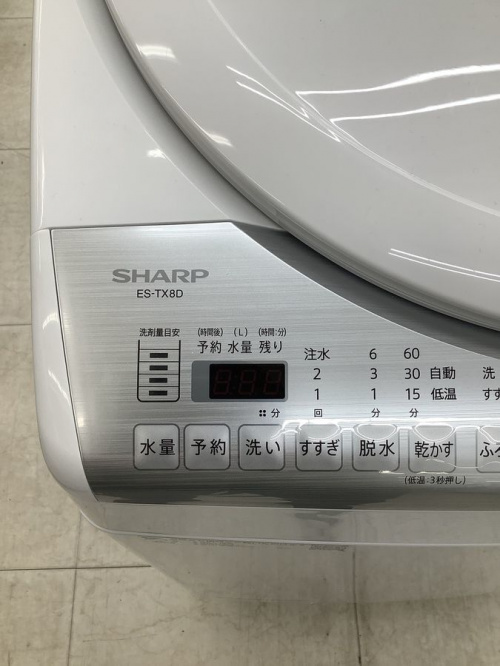 SHARP
ES-TX8D
洗剤量目安
(時間後) (L) (時間:分)
予約 水量 残り
注水 6 60
2 3 30 自動 洗
1 1 15 低温 すす
分 回 分 分
水量 予約 洗い すすぎ 脱水 乾かす ふろ
(低温:3秒押し)